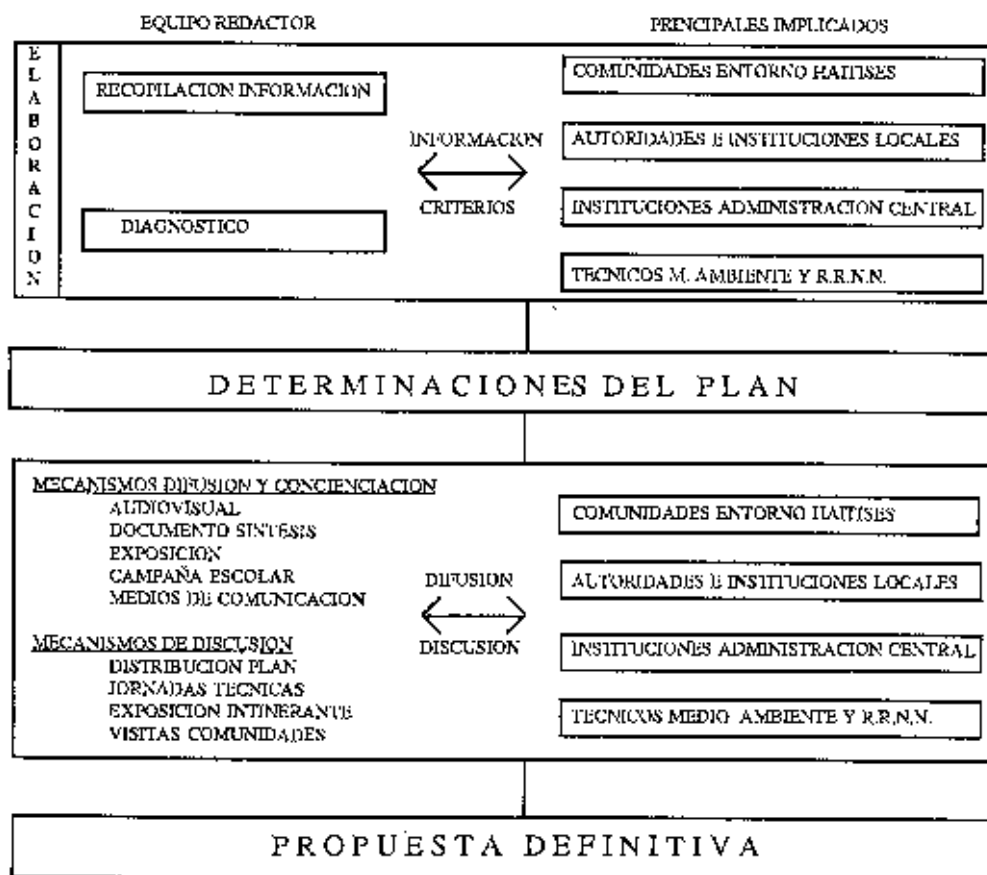 EQUIPO REDACTOR
PRINCIPALES IMPLICADOS
ELABORACION
RECOPILACION INFORMACION
DIAGNOSTICO
INFORMACION
CRITERIOS
COMUNIDADES ENTORNO HAITISES
AUTORIDADES E INSTITUCIONES LOCALES
INSTITUCIONES ADMINISTRACION CENTRAL
TECNICOS M. AMBIENTE Y R.R.N.N.
DETERMINACIONES DEL PLAN
MECANISMOS DIFUSION Y CONCIENCIACION
AUDIOVISUAL
DOCUMENTO SINTESIS
EXPOSICION
CAMPAÑA ESCOLAR
MEDIOS DE COMUNICACION
MECANISMOS DE DISCUSION
DISTRIBUCION PLAN
JORNADAS TECNICAS
EXPOSICION INTINERANTE
VISITAS COMUNIDADES
DIFUSION
DISCUSION
COMUNIDADES ENTORNO HAITISES
AUTORIDADES E INSTITUCIONES LOCALES
INSTITUCIONES ADMINISTRACION CENTRAL
TECNICOS MEDIO AMBIENTE Y R.R.N.N.
PROPUESTA DEFINITIVA